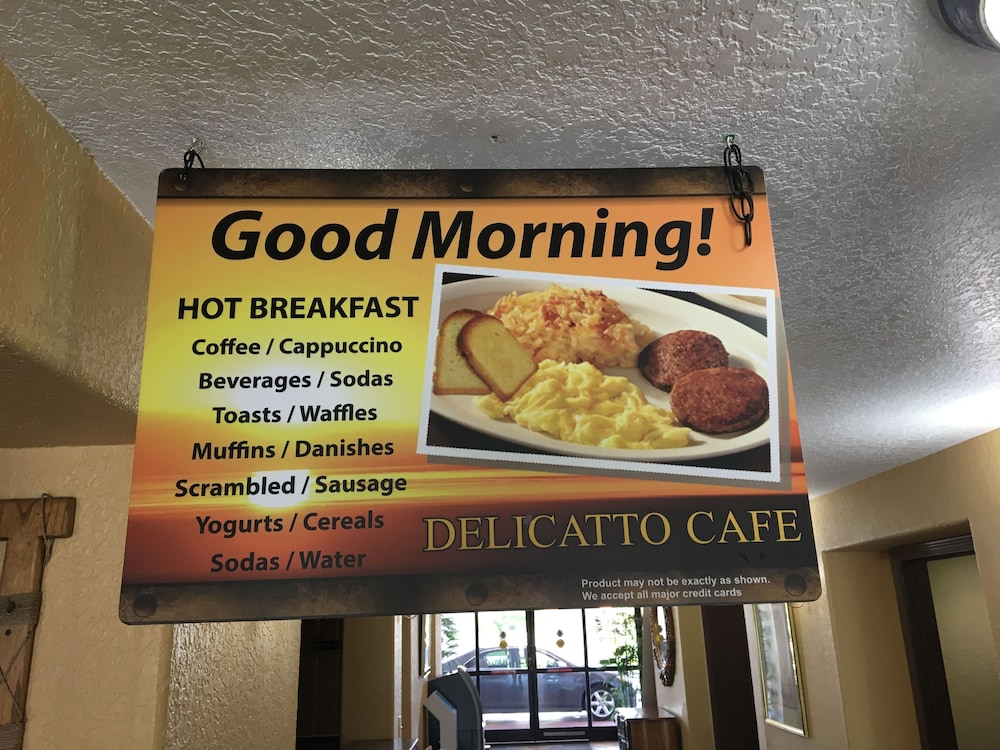 Good Morning!
HOT BREAKFAST
Coffee / Cappuccino
Beverages / Sodas
Toasts / Waffles
Muffins / Danishes
Scrambled / Sausage
Yogurts / Cereals
Sodas / Water
DELICATTO CAFE
Product may not be exactly as shown.
We accept all major credit cards